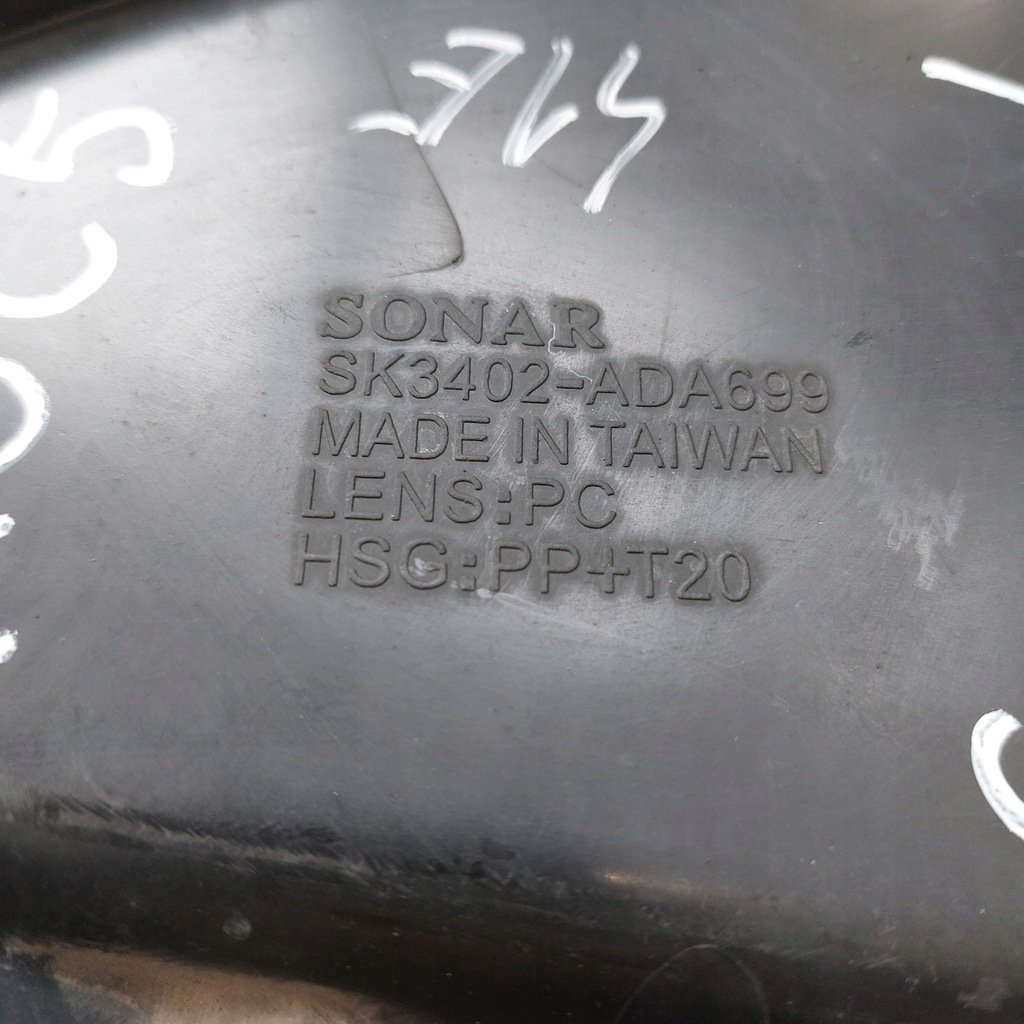 SONAR
SK3402-ADA699
MADE IN TAIWAN
LENS:PC
HSG:PP+T20